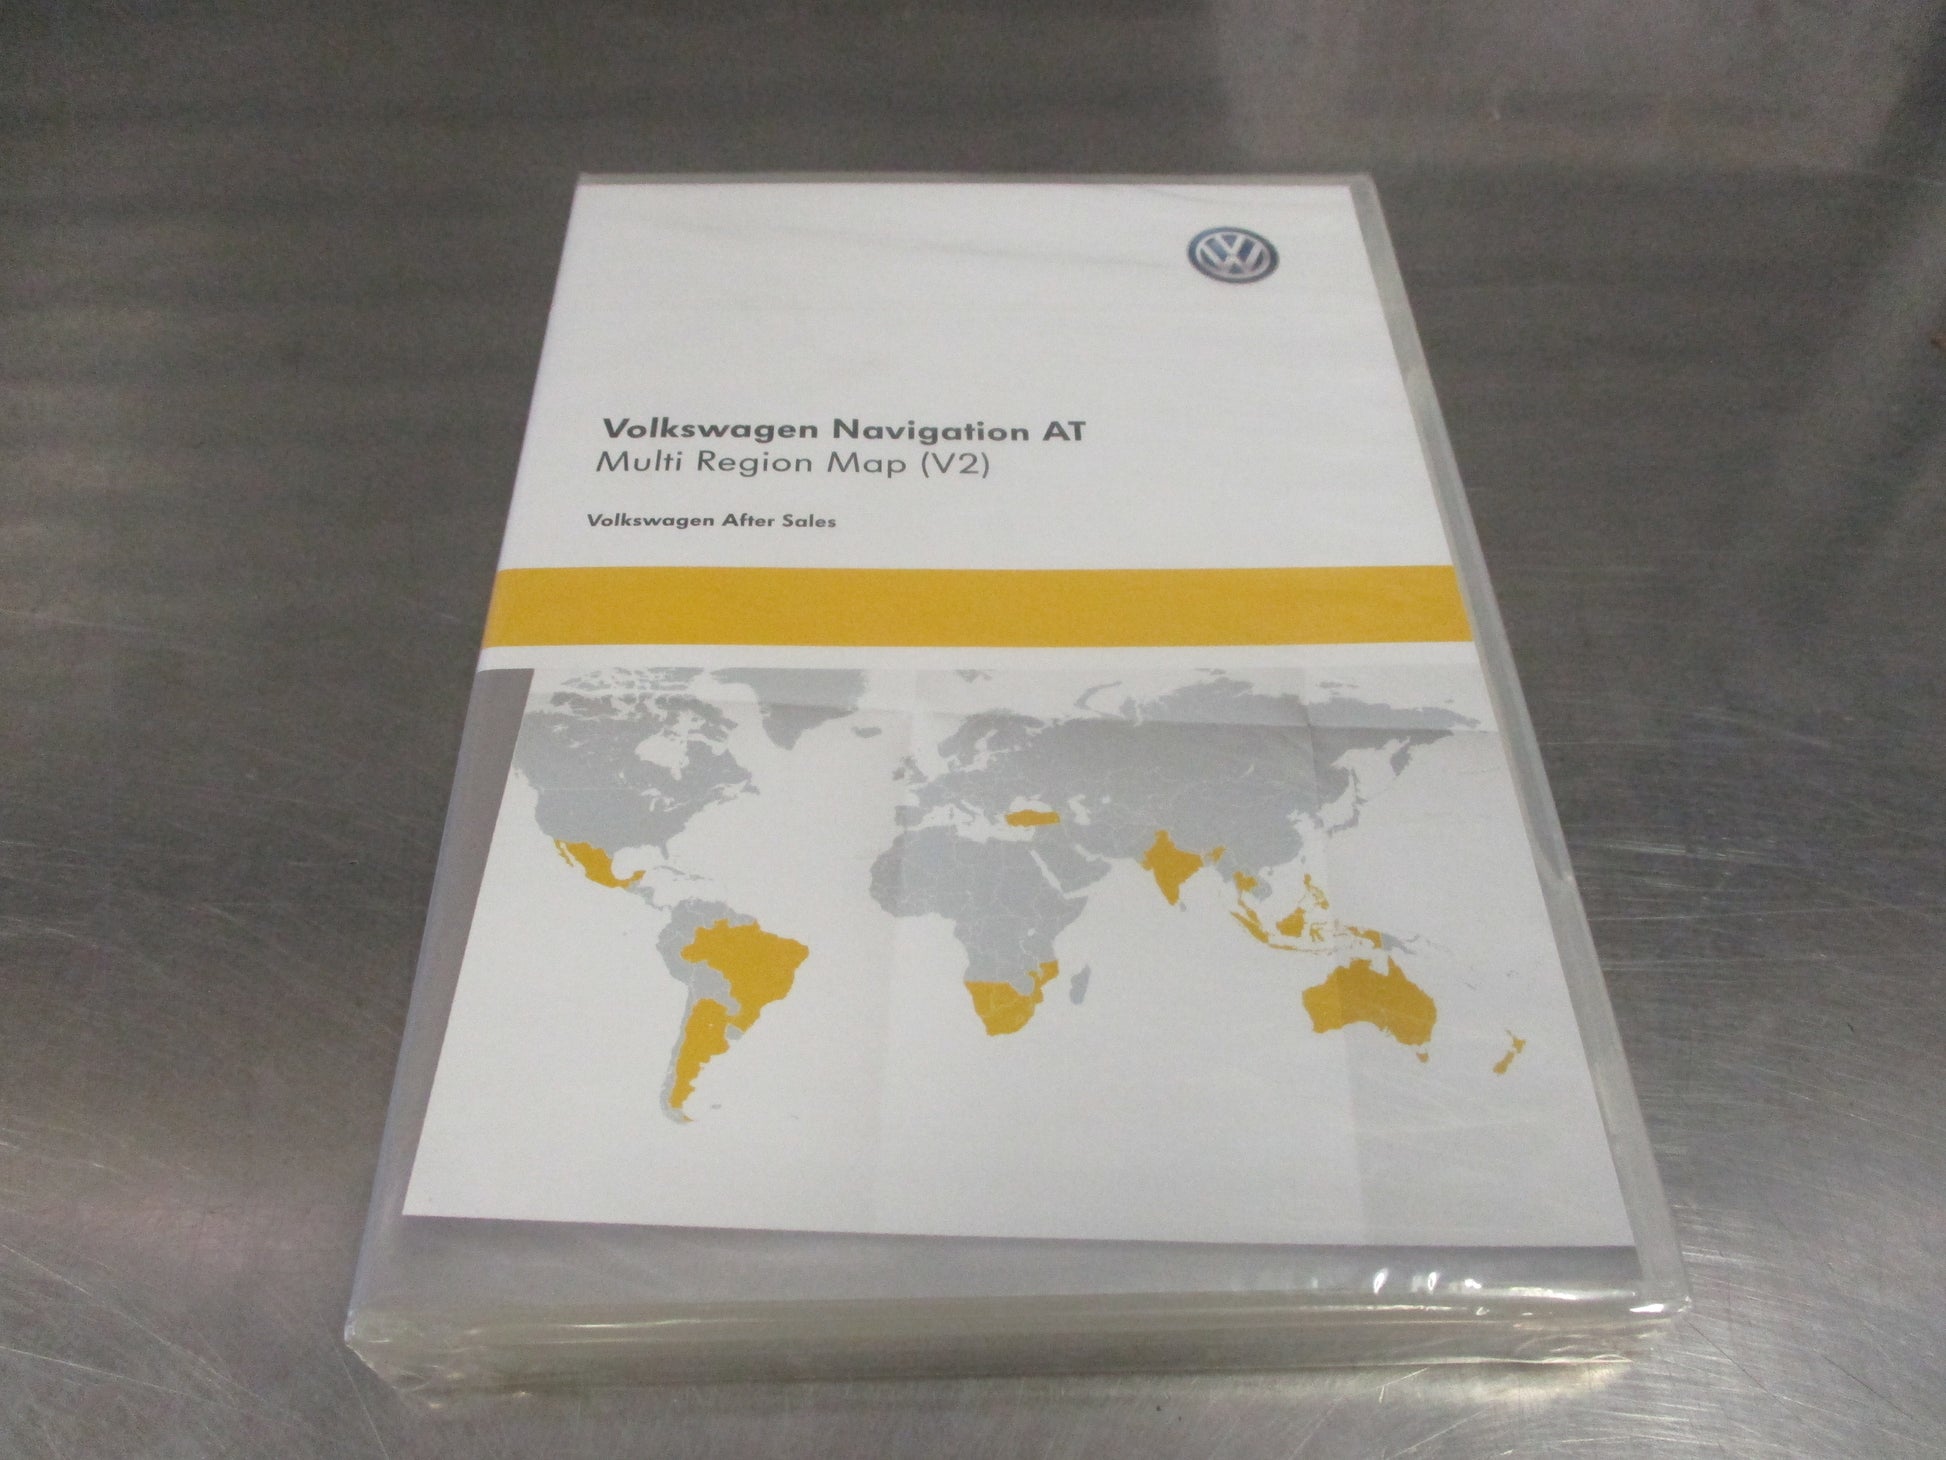 Volkswagen Navigation AT
Multi Region Map (V2)
Volkswagen After Sales